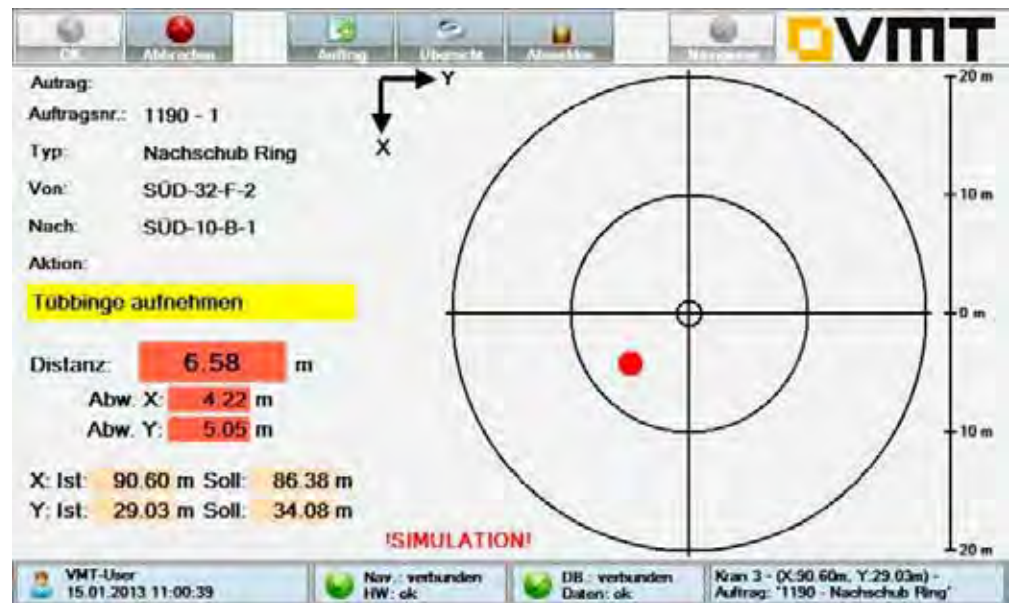 OK
Abbrechen
Auftrag
Übersicht
Abmelden
Navigieren
VMT
Autrag:
Auftragsnr.: 1190 - 1
Typ: Nachschub Ring
Von: SÜD-32-F-2
Nach: SÜD-10-B-1
Aktion:
Tübbinge aufnehmen
Distanz: 6.58 m
Abw. X: 4.22 m
Abw. Y: 5.05 m
X: Ist: 90.60 m Soll: 86.38 m
Y: Ist: 29.03 m Soll: 34.08 m
Y
X
20 m
10 m
0 m
10 m
20 m
!SIMULATION!
VMT-User
15.01.2013 11:00:39
Nav.: verbunden
HW: ok
DB.: verbunden
Daten: ok
Kran 3 - (X:90.60m, Y:29.03m) -
Auftrag: "1190 - Nachschub Ring"